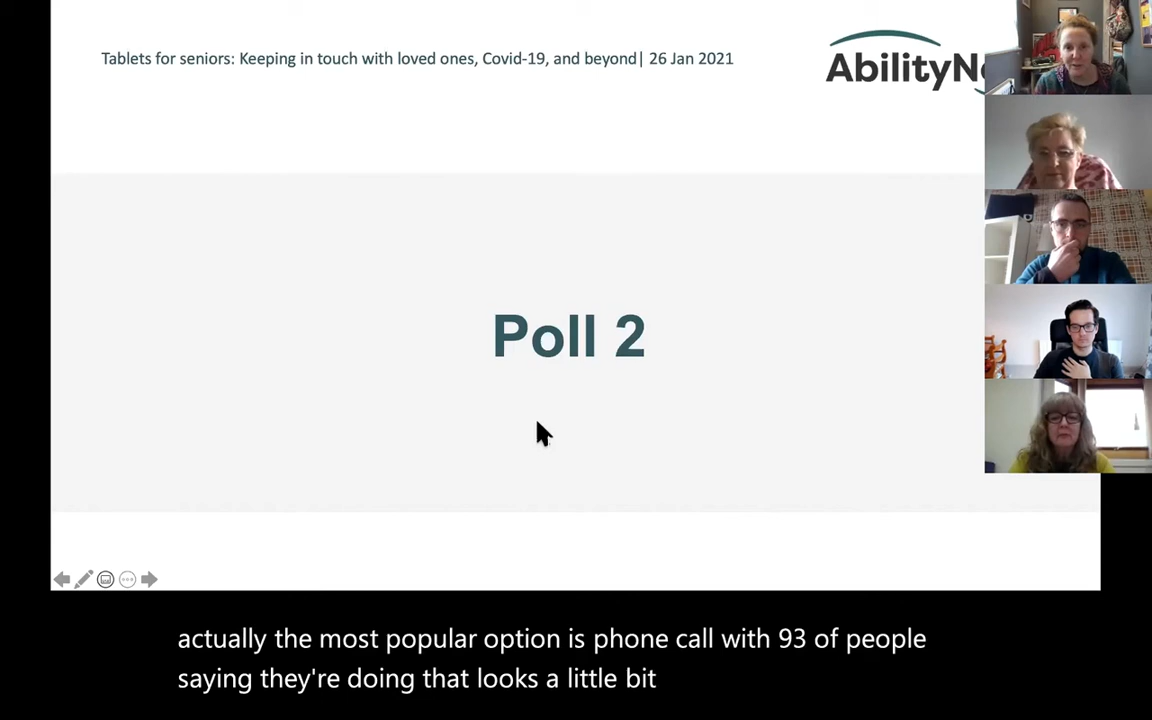 Tablets for seniors: Keeping in touch with loved ones, Covid-19, and beyond| 26 Jan 2021
Poll 2
actually the most popular option is phone call with 93 of people
saying they're doing that looks a little bit